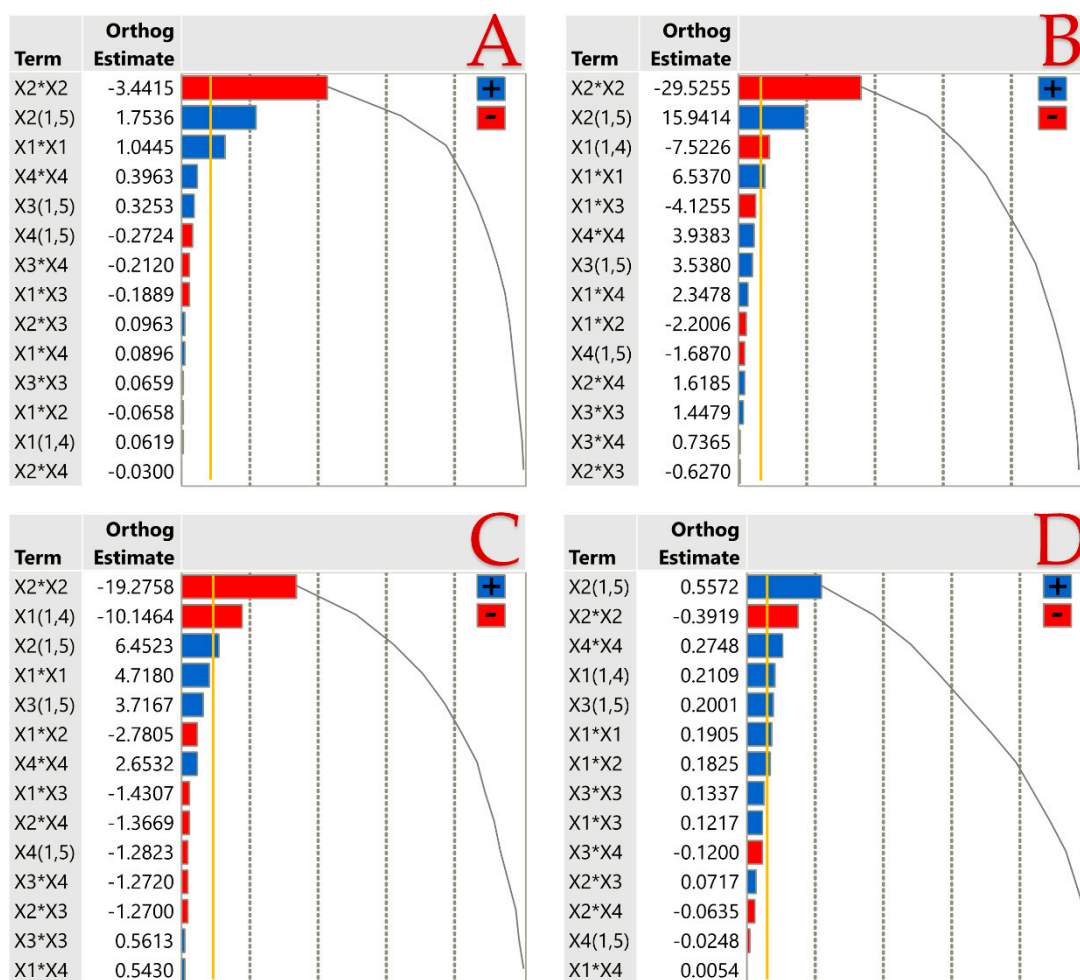 A
Orthog
Term Estimate
X2*X2 -3.4415 +
X2(1,5) 1.7536 -
X1*X1 1.0445
X4*X4 0.3963
X3(1,5) 0.3253
X4(1,5) -0.2724
X3*X4 -0.2120
X1*X3 -0.1889
X2*X3 0.0963
X1*X4 0.0896
X3*X3 0.0659
X1*X2 -0.0658
X1(1,4) 0.0619
X2*X4 -0.0300
B
Orthog
Term Estimate
X2*X2 -29.5255 +
X2(1,5) 15.9414 -
X1(1,4) -7.5226
X1*X1 6.5370
X1*X3 -4.1255
X4*X4 3.9383
X3(1,5) 3.5380
X1*X4 2.3478
X1*X2 -2.2006
X4(1,5) -1.6870
X2*X4 1.6185
X3*X3 1.4479
X3*X4 0.7365
X2*X3 -0.6270
C
Orthog
Term Estimate
X2*X2 -19.2758 +
X1(1,4) -10.1464 -
X2(1,5) 6.4523
X1*X1 4.7180
X3(1,5) 3.7167
X1*X2 -2.7805
X4*X4 2.6532
X1*X3 -1.4307
X2*X4 -1.3669
X4(1,5) -1.2823
X3*X4 -1.2720
X2*X3 -1.2700
X3*X3 0.5613
X1*X4 0.5430
D
Orthog
Term Estimate
X2(1,5) 0.5572 +
X2*X2 -0.3919 -
X4*X4 0.2748
X1(1,4) 0.2109
X3(1,5) 0.2001
X1*X1 0.1905
X1*X2 0.1825
X3*X3 0.1337
X1*X3 0.1217
X3*X4 -0.1200
X2*X3 0.0717
X2*X4 -0.0635
X4(1,5) -0.0248
X1*X4 0.0054